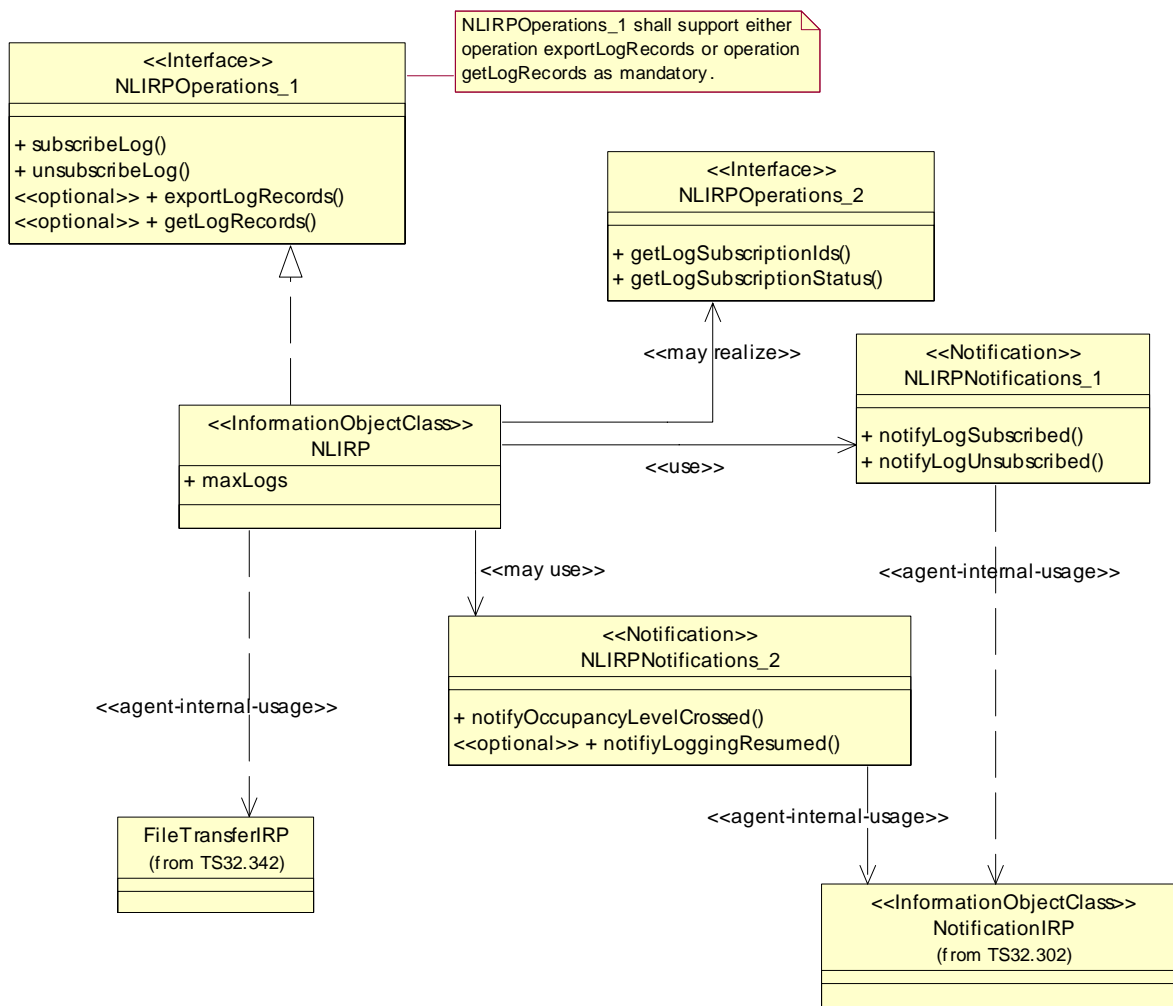 NLIRPOperations_1 shall support either
operation exportLogRecords or operation
getLogRecords as mandatory.
<<Interface>>
NLIRPOperations_1
+ subscribeLog()
+ unsubscribeLog()
<<optional>> + exportLogRecords()
<<optional>> + getLogRecords()
<<Interface>>
NLIRPOperations_2
+ getLogSubscriptionIds()
+ getLogSubscriptionStatus()
<<may realize>>
<<Notification>>
NLIRPNotifications_1
+ notifyLogSubscribed()
+ notifyLogUnsubscribed()
<<InformationObjectClass>>
NLIRP
+ maxLogs
<<use>>
<<may use>>
<<agent-internal-usage>>
<<Notification>>
NLIRPNotifications_2
+ notifyOccupancyLevelCrossed()
<<optional>> + notifiyLoggingResumed()
<<agent-internal-usage>>
<<agent-internal-usage>>
FileTransferIRP
(from TS32.342)
<<InformationObjectClass>>
NotificationIRP
(from TS32.302)